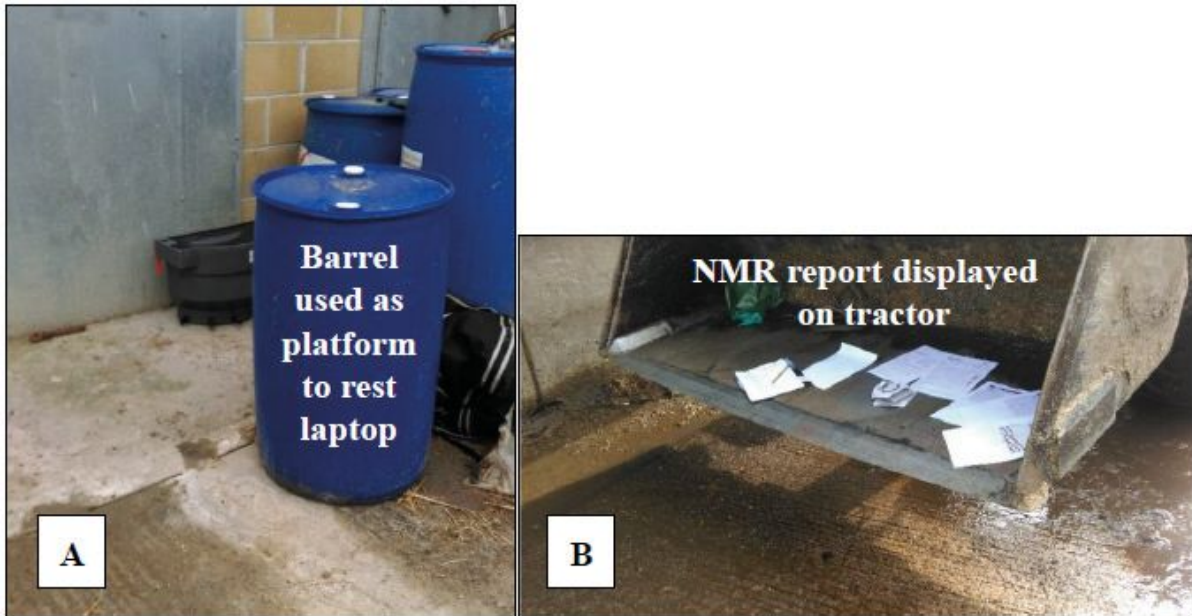 Barrel
used as
platform
to rest
laptop
A
NMR report displayed
on tractor
B